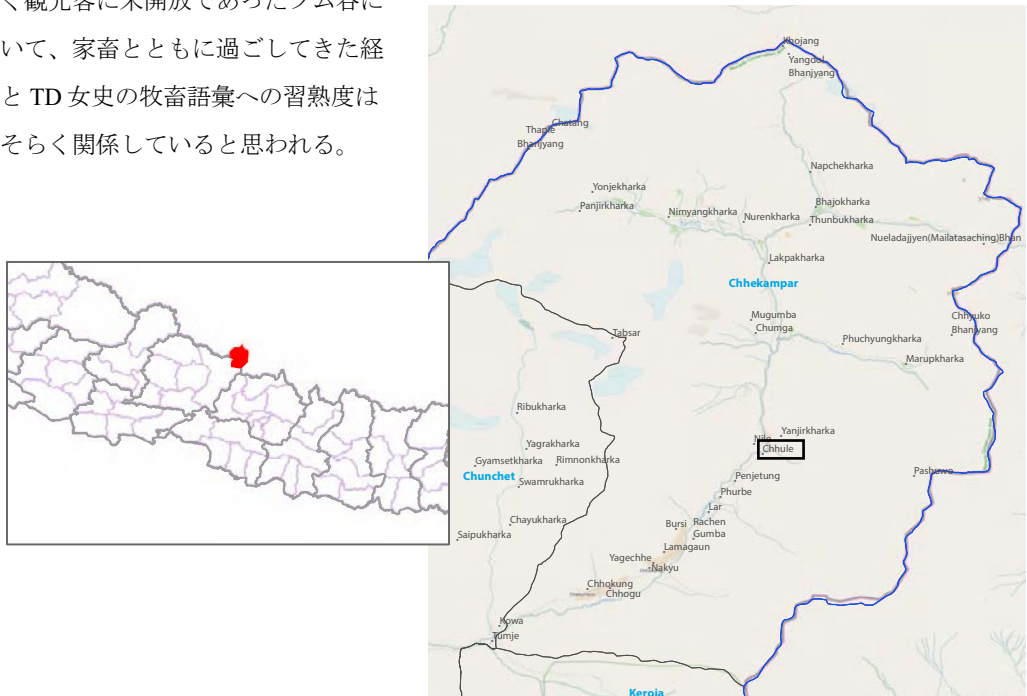 く観光客に未開放であったツム谷に
いて、家畜とともに過ごしてきた経
と TD 女史の牧畜語彙への習熟度は
そらく関係していると思われる。
Khojang
Yangdol
Bhanjyang
Chatang
Thaple
Bhanjyang
Napchekharka
Yonjekharka
Panjirkharka
Nimyangkharka
Nurenkharka
Bhajokharka
Thunbukharka
Nueladajjyen(Mailatasaching)Bhan
Lakpakharka
Chhekampar
Mugumba
Chumga
Chhyuko
Bhanjyang
Tabsar
Phuchyungkharka
Marupkharka
Ribukharka
Yanjirkharka
Nile
Chhule
Yagrakharka
Gyamsetkharka
Rimnonkharka
Chunchet
Swamrukharka
Penjetung
Pashuwo
Phurbe
Lar
Chayukharka
Bursi
Rachen
Gumba
Saipukharka
Lamagaun
Yagechhe
Nakyu
Chhokung
Chhogu
Kowa
Tumje
Keroja